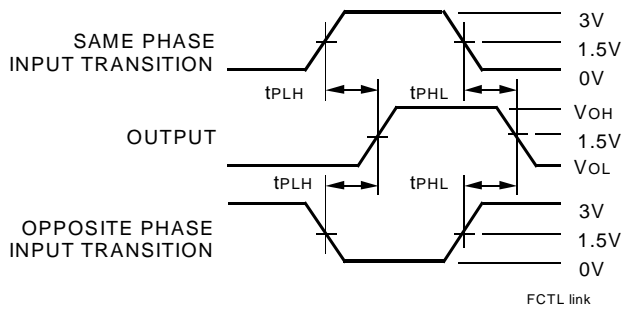 SAME PHASE
INPUT TRANSITION
3V
1.5V
0V
tPLH
tPHL
OUTPUT
VOH
1.5V
VOL
tPLH
tPHL
OPPOSITE PHASE
INPUT TRANSITION
3V
1.5V
0V
FCTL link